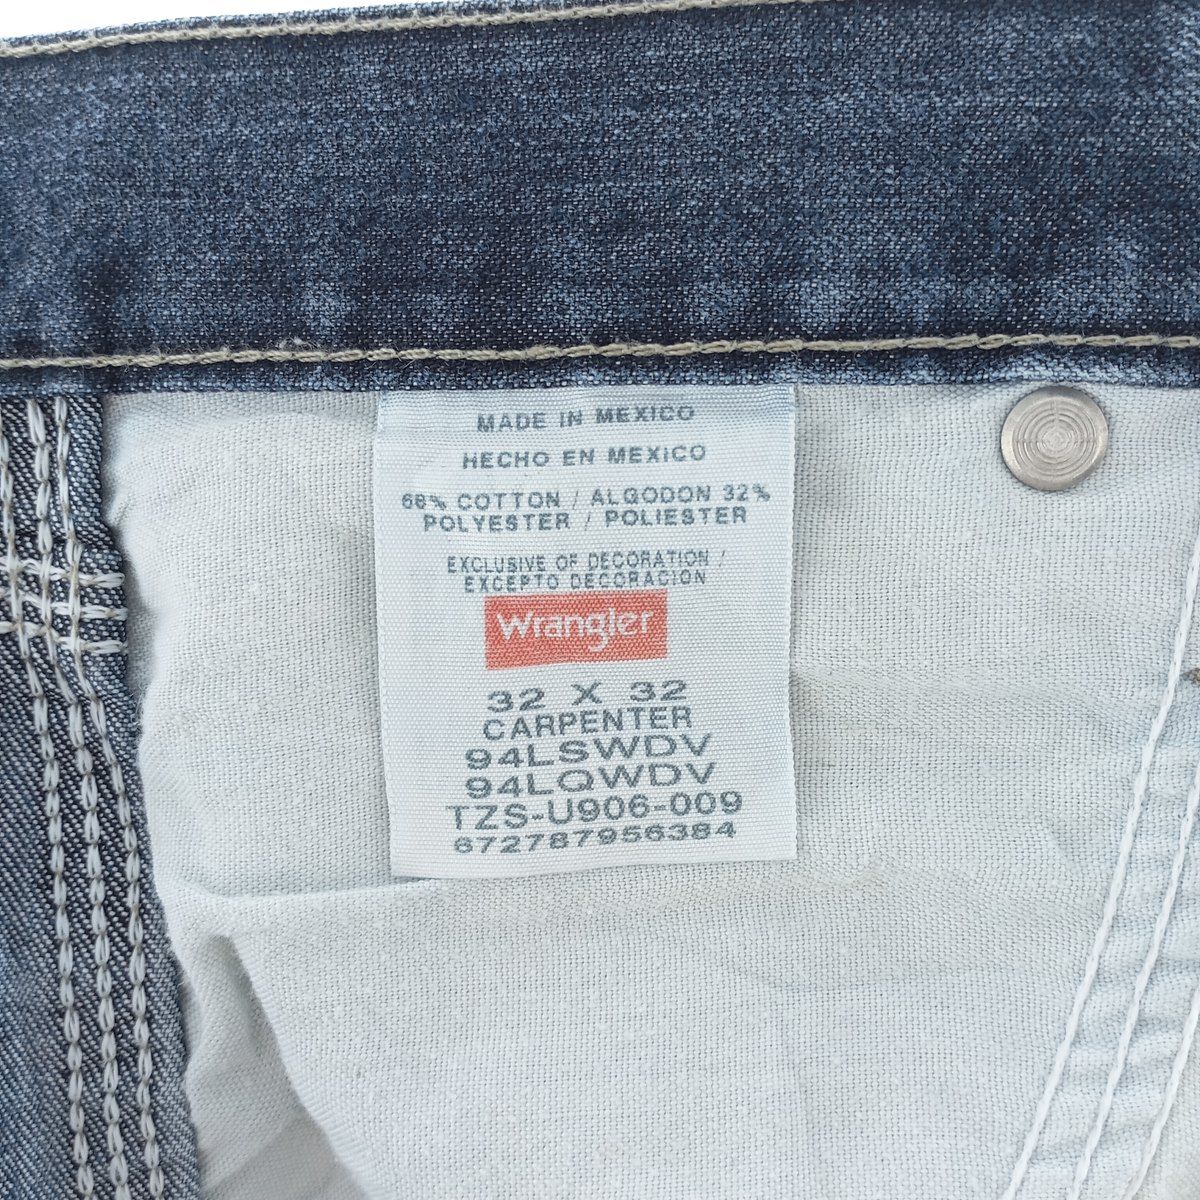 MADE IN MEXICO
HECHO EN MEXICO
68% COTTON / ALGODON 32%
POLYESTER / POLIESTER
EXCLUSIVE OF DECORATION /
EXCEPTO DECORACION
Wrangler
32 X 32
CARPENTER
94LSWDV
94LQWDV
TZS-U906-009
672787956384